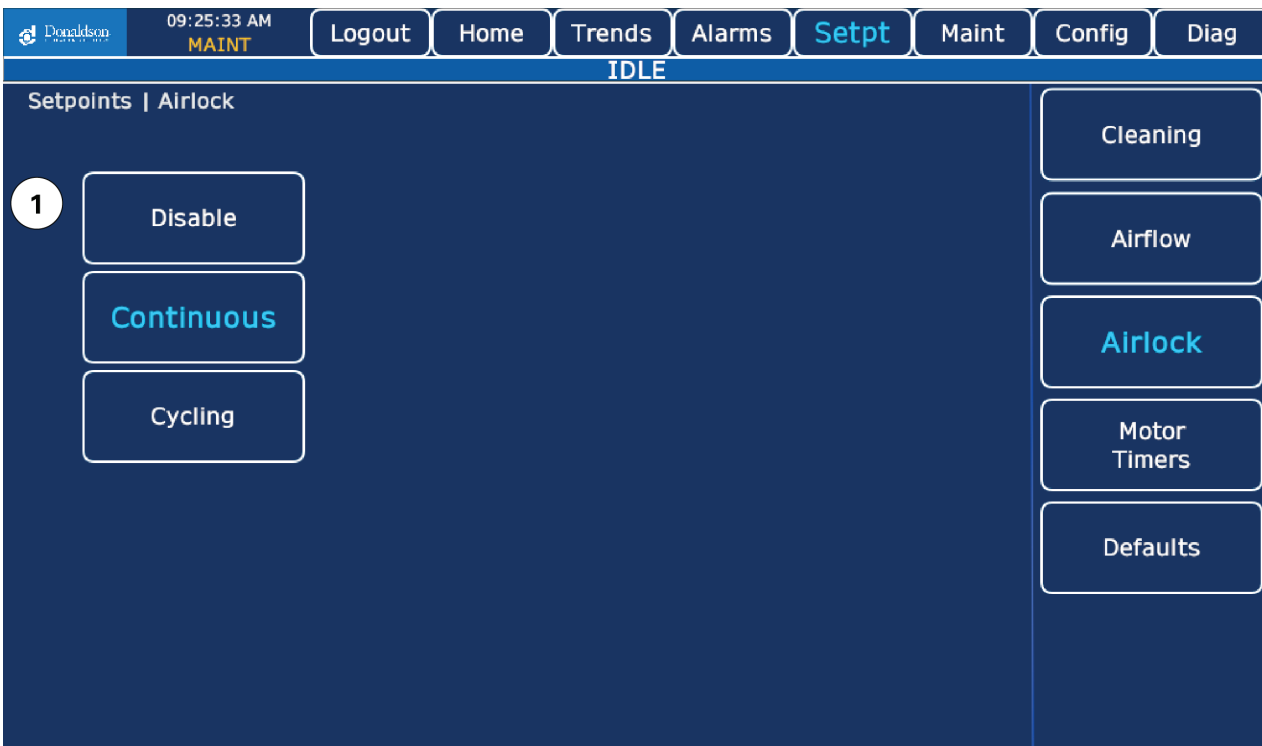 Donaldson
09:25:33 AM
MAINT
Logout
Home
Trends
Alarms
Setpt
Maint
Config
Diag
IDLE
Setpoints | Airlock
1
Disable
Continuous
Cycling
Cleaning
Airflow
Airlock
Motor
Timers
Defaults